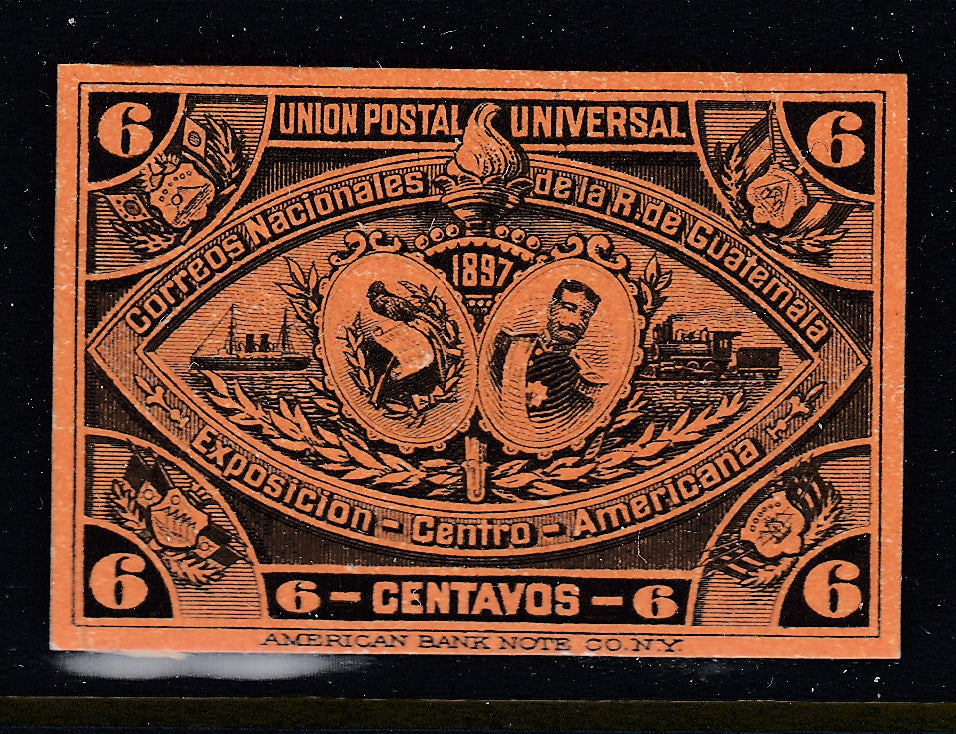 6 6
UNION POSTAL UNIVERSAL
Correos Nacionales de la R. de Guatemala
1897
Exposicion - Centro - Americana
6 6
6 - CENTAVOS - 6
AMERICAN BANK NOTE CO. N.Y.